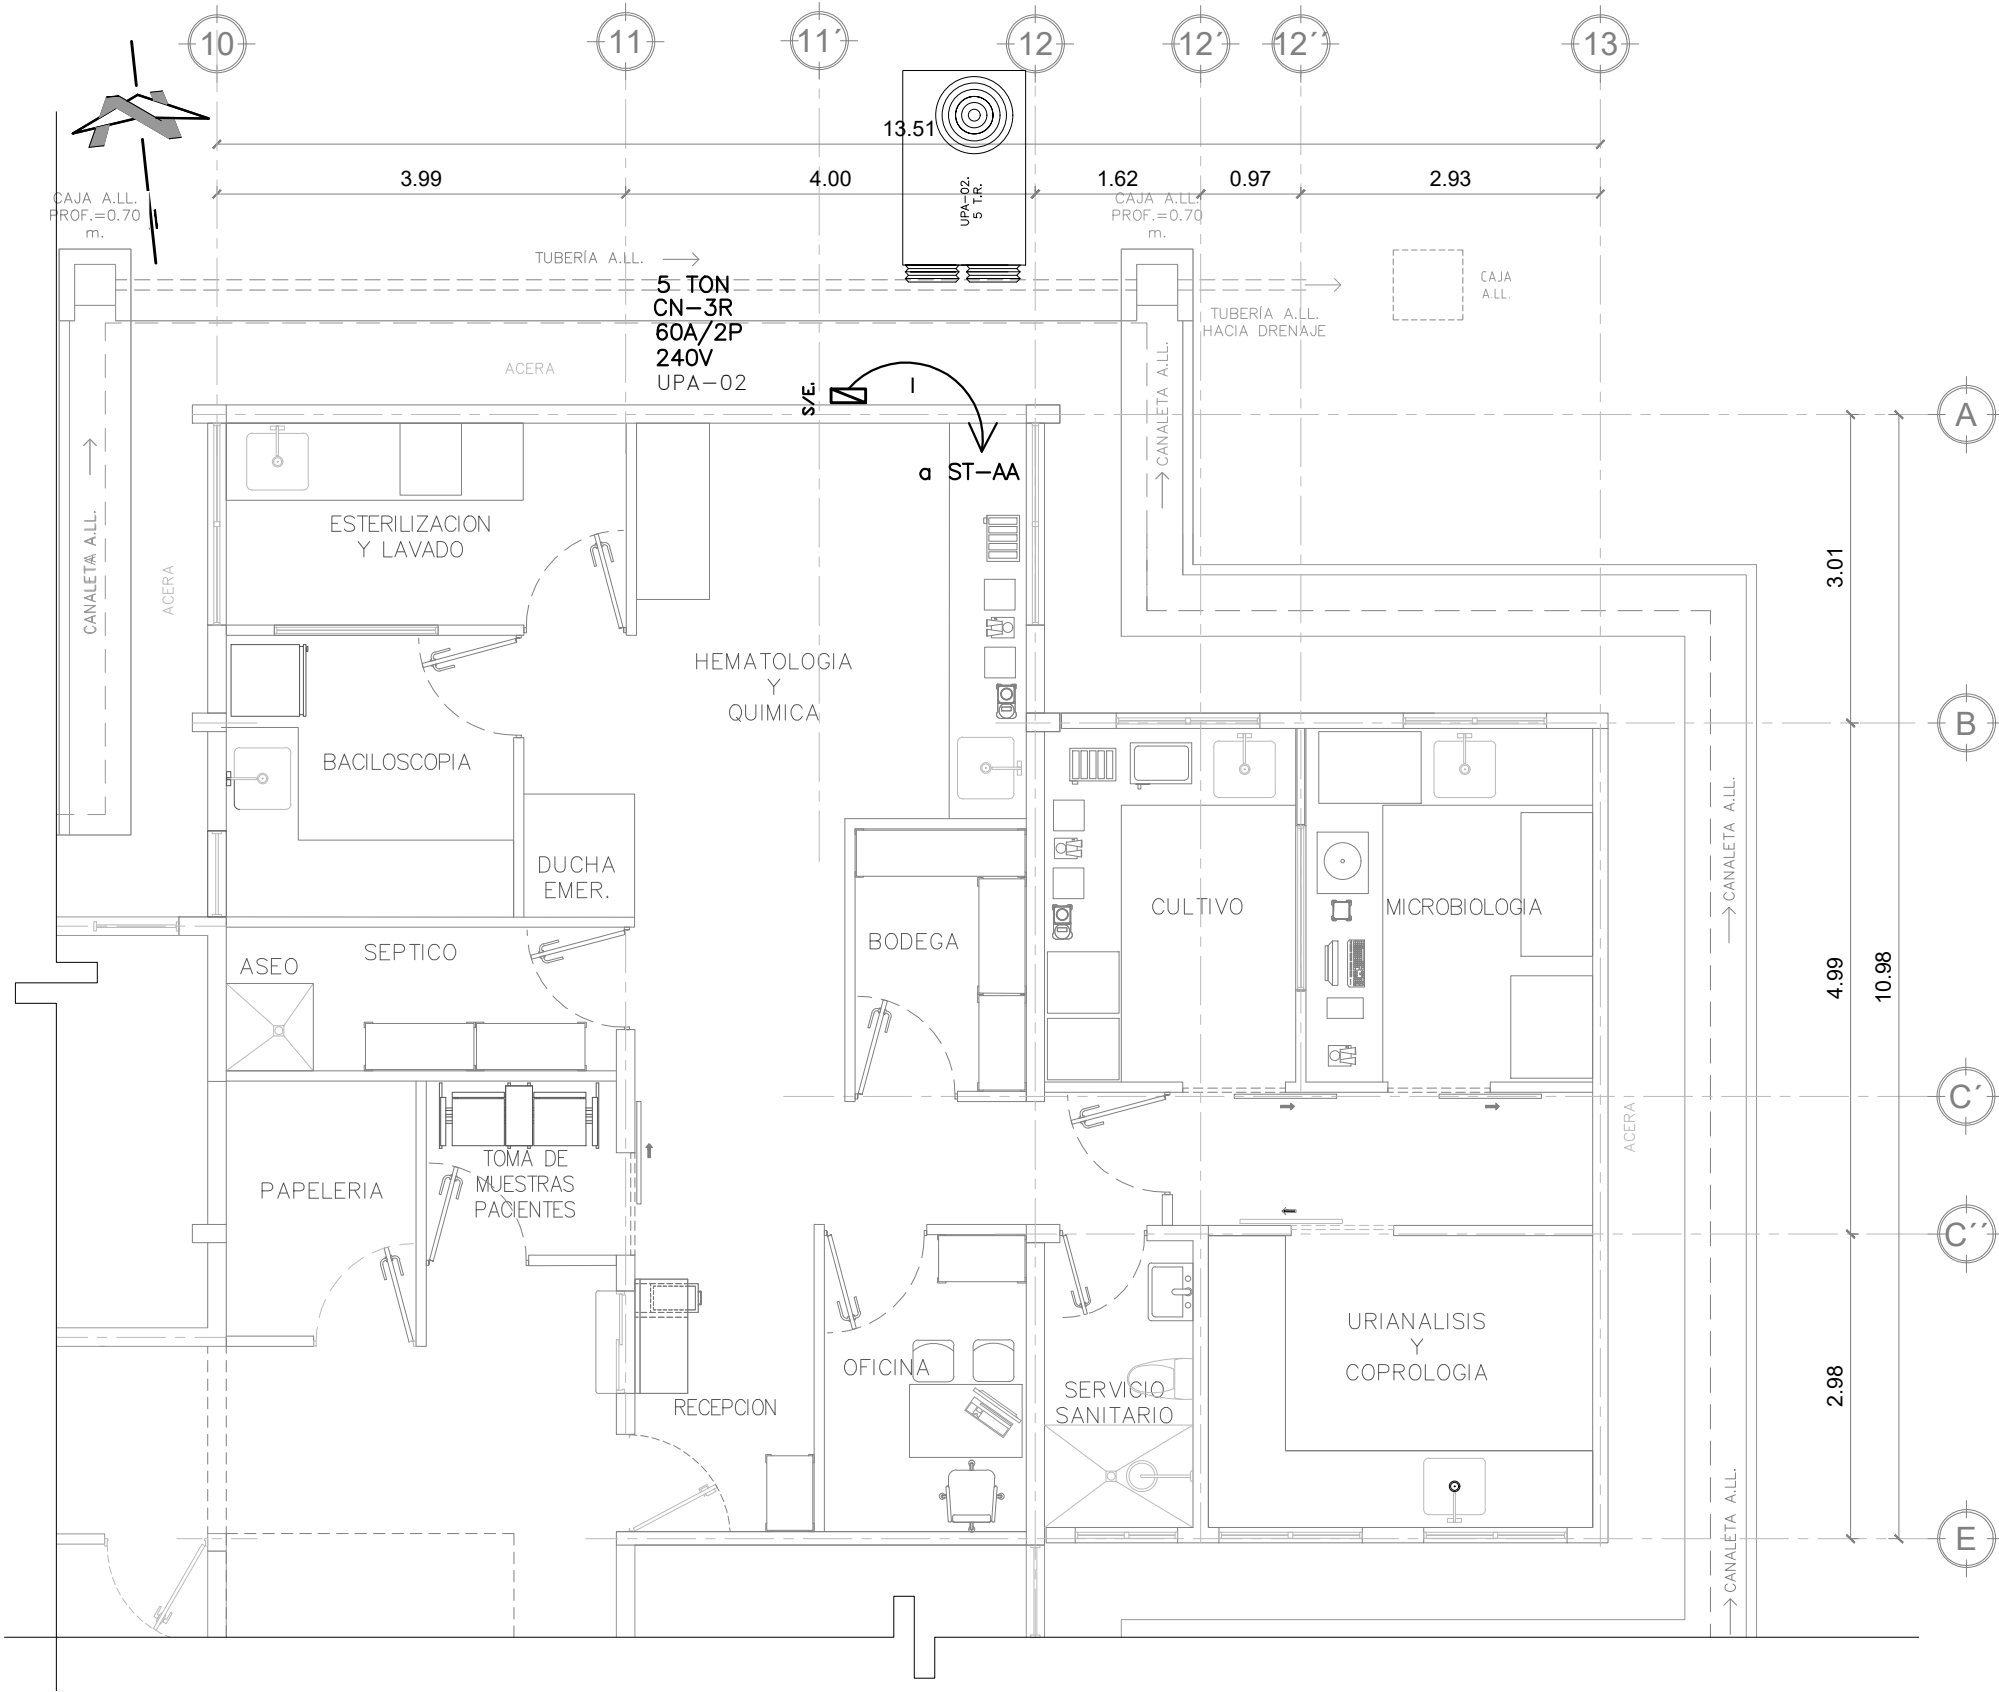 10
11
11´
12
12´
12´´
13
13.51
3.99
4.00
1.62
0.97
2.93
CAJA A.LL.
PROF.=0.70
m.
UPA-02.
5 T.R.
CAJA A.LL.
PROF.=0.70
m.
TUBERÍA A.LL.
5 TON
CN-3R
60A/2P
240V
UPA-02
CAJA
A.LL.
TUBERÍA A.LL.
HACIA DRENAJE
ACERA
S/E.
I
a ST-AA
A
CANALETA A.LL.
CANALETA A.LL.
ACERA
ESTERILIZACION
Y LAVADO
3.01
HEMATOLOGIA
Y
QUIMICA
B
BACILOSCOPIA
DUCHA
EMER.
CULTIVO
MICROBIOLOGIA
CANALETA A.LL.
BODEGA
SEPTICO
ASEO
4.99
10.98
C´
ACERA
TOMA DE
MUESTRAS
PACIENTES
PAPELERIA
C´´
URIANALISIS
Y
COPROLOGIA
OFICINA
SERVICIO
SANITARIO
RECEPCION
2.98
CANALETA A.LL.
E